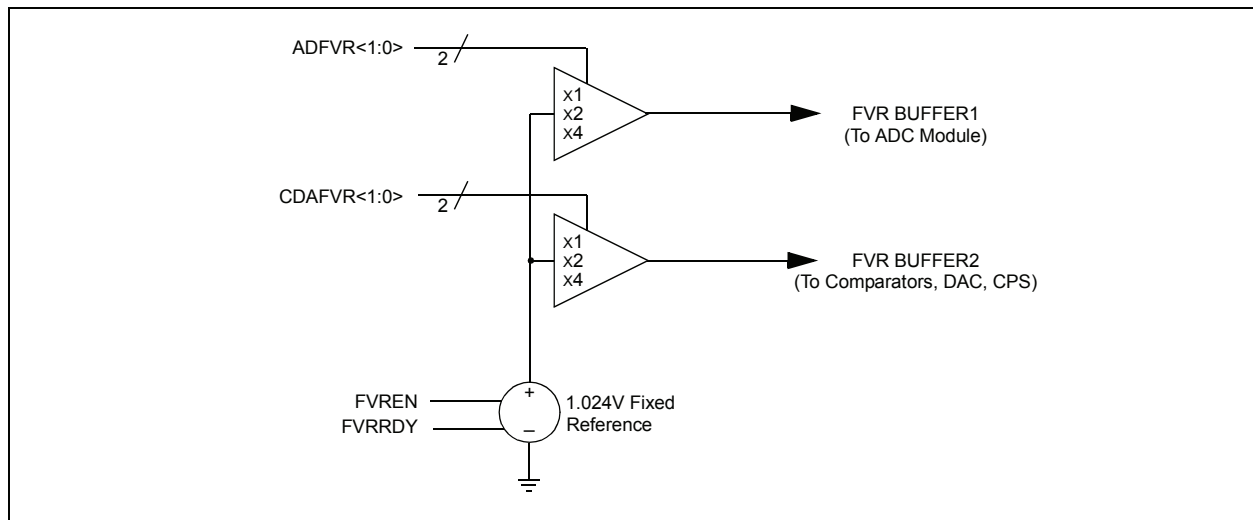 ADFVR<1:0>
2
X1
X2
X4
FVR BUFFER1
(To ADC Module)
CDAFVR<1:0>
2
X1
X2
X4
FVR BUFFER2
(To Comparators, DAC, CPS)
FVREN
FVRRDY
+
–
1.024V Fixed
Reference